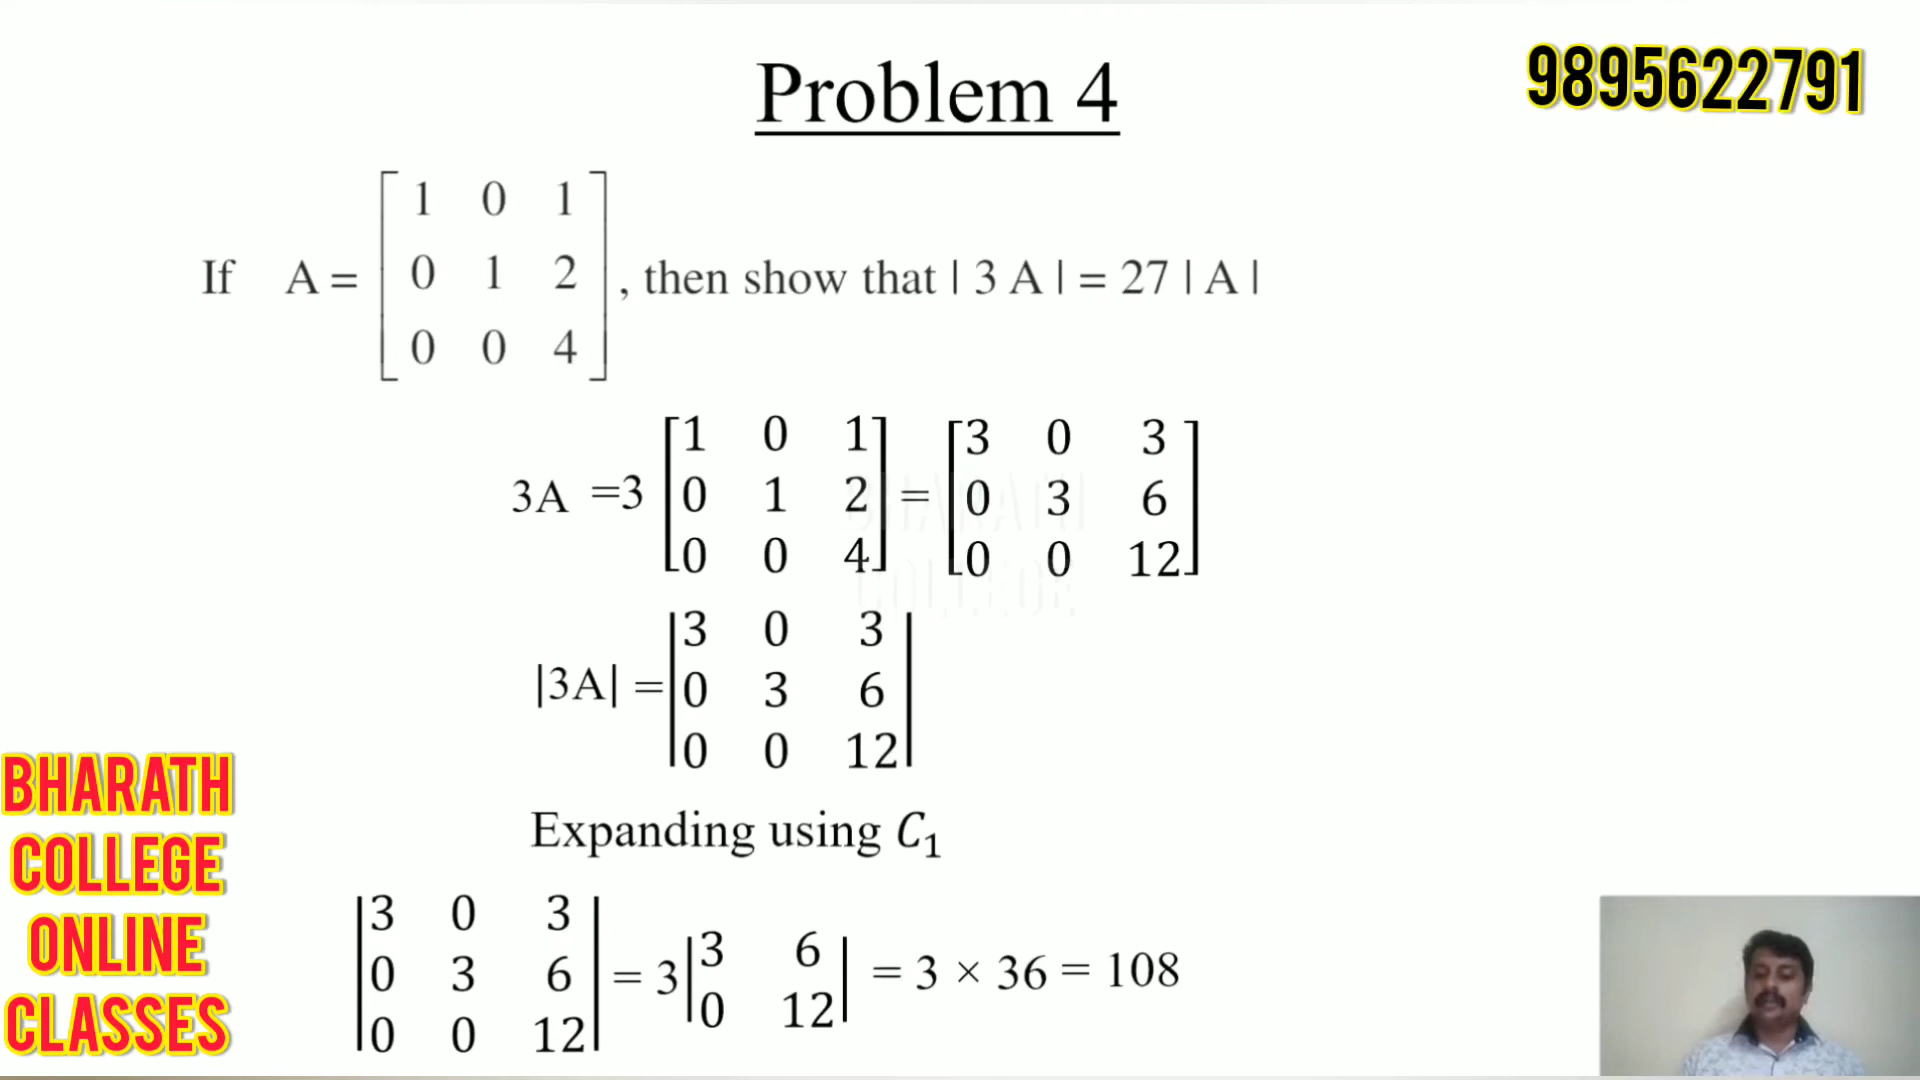 Problem 4
9895622791
If A = [ 1 0 1
0 1 2
0 0 4 ] , then show that | 3 A | = 27 | A |
3A =3 [ 1 0 1
0 1 2
0 0 4 ] = [ 3 0 3
0 3 6
0 0 12 ]
|3A| = | 3 0 3
0 3 6
0 0 12 |
Expanding using C₁
| 3 0 3
0 3 6
0 0 12 | = 3 | 3 6
0 12 | = 3 × 36 = 108
BHARATH
COLLEGE
ONLINE
CLASSES
BHARATH
COLLEGE